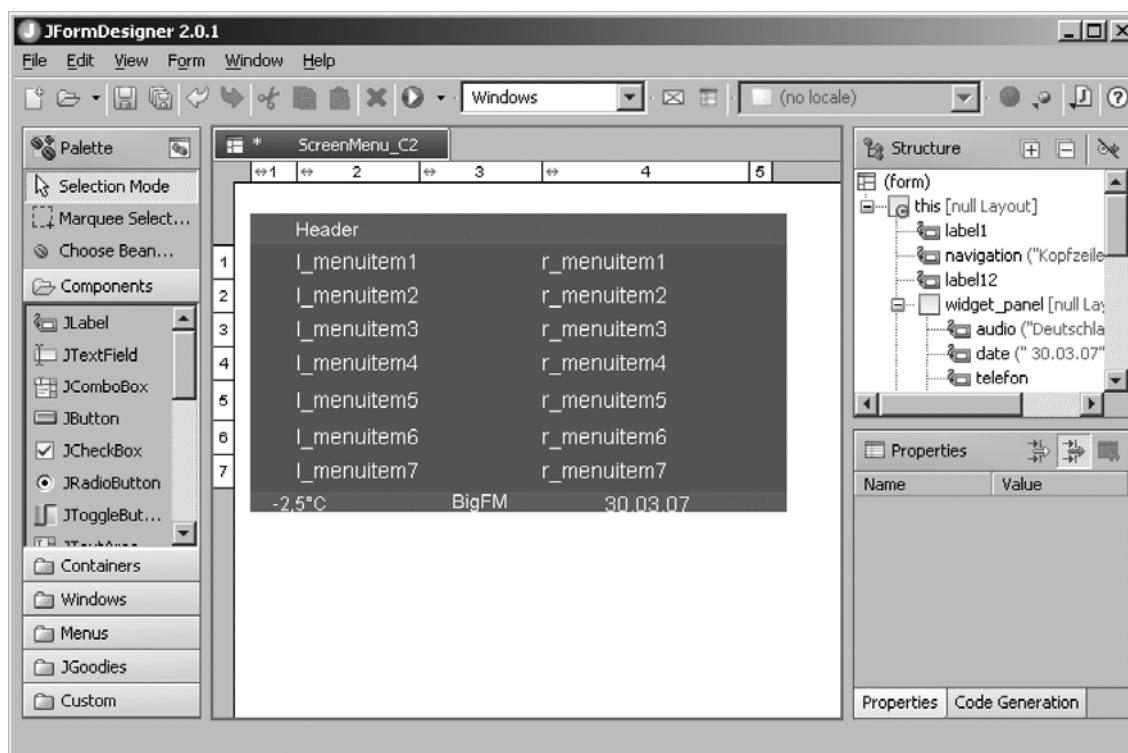 JFormDesigner 2.0.1
File Edit View Form Window Help
Windows (no locale)
Palette
Selection Mode
Marquee Select...
Choose Bean...
Components
JLabel
JTextField
JComboBox
JButton
JCheckBox
JRadioButton
JToggleBut...
Containers
Windows
Menus
JGoodies
Custom
* ScreenMenu_C2
1 2 3 4 5
Header
1 l_menuitem1 r_menuitem1
2 l_menuitem2 r_menuitem2
3 l_menuitem3 r_menuitem3
4 l_menuitem4 r_menuitem4
5 l_menuitem5 r_menuitem5
6 l_menuitem6 r_menuitem6
7 l_menuitem7 r_menuitem7
-2,5°C BigFM 30.03.07
Structure
(form)
this [null Layout]
label1
navigation ("Kopfzeile
label12
widget_panel [null Lay
audio ("Deutschla
date (" 30.03.07"
telefon
Properties
Name Value
Properties Code Generation